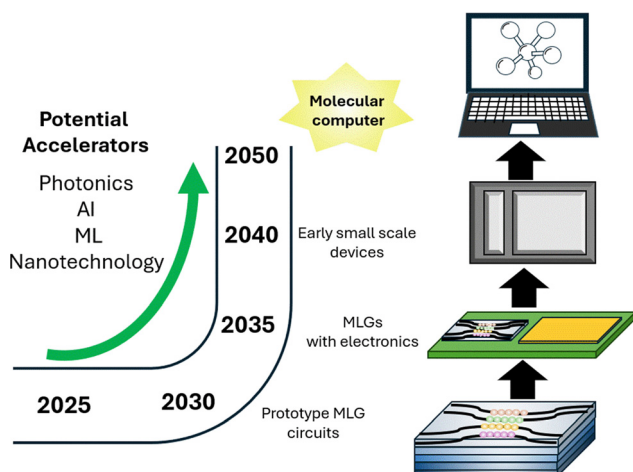 Potential
Accelerators
Photonics
AI
ML
Nanotechnology
Molecular
computer
2050
2040
Early small scale
devices
2035
MLGs
with electronics
2025
2030
Prototype MLG
circuits